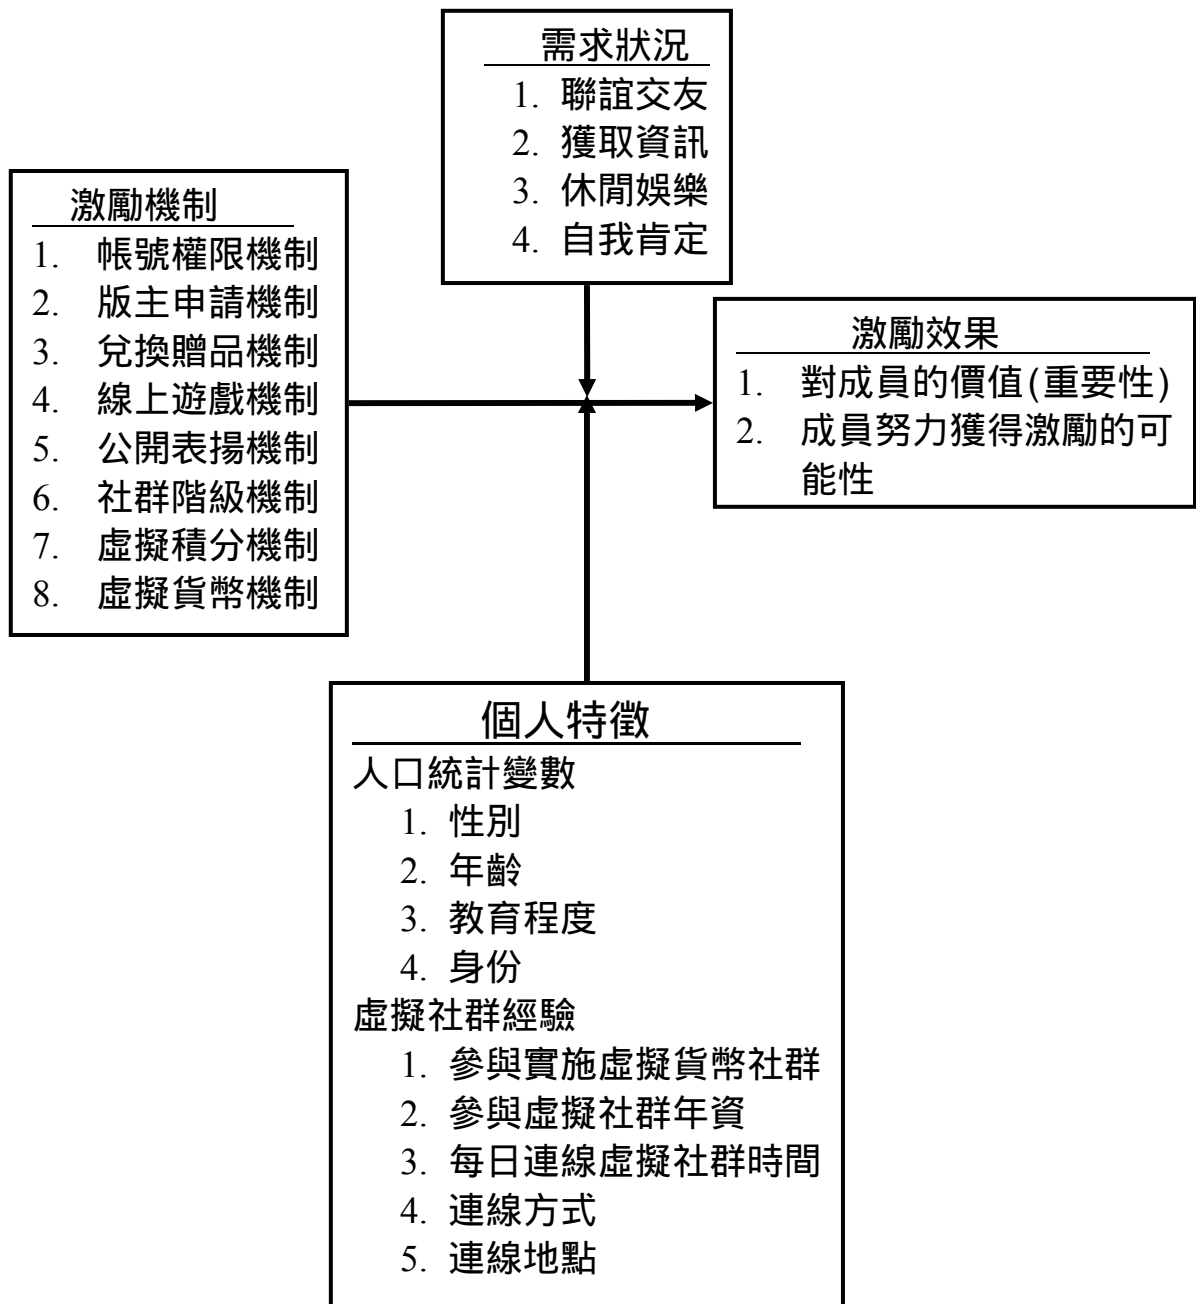 需求狀況
1. 聯誼交友
2. 獲取資訊
3. 休閒娛樂
4. 自我肯定
激勵機制
1. 帳號權限機制
2. 版主申請機制
3. 兌換贈品機制
4. 線上遊戲機制
5. 公開表揚機制
6. 社群階級機制
7. 虛擬積分機制
8. 虛擬貨幣機制
激勵效果
1. 對成員的價值(重要性)
2. 成員努力獲得激勵的可
能性
個人特徵
人口統計變數
1. 性別
2. 年齡
3. 教育程度
4. 身份
虛擬社群經驗
1. 參與實施虛擬貨幣社群
2. 參與虛擬社群年資
3. 每日連線虛擬社群時間
4. 連線方式
5. 連線地點